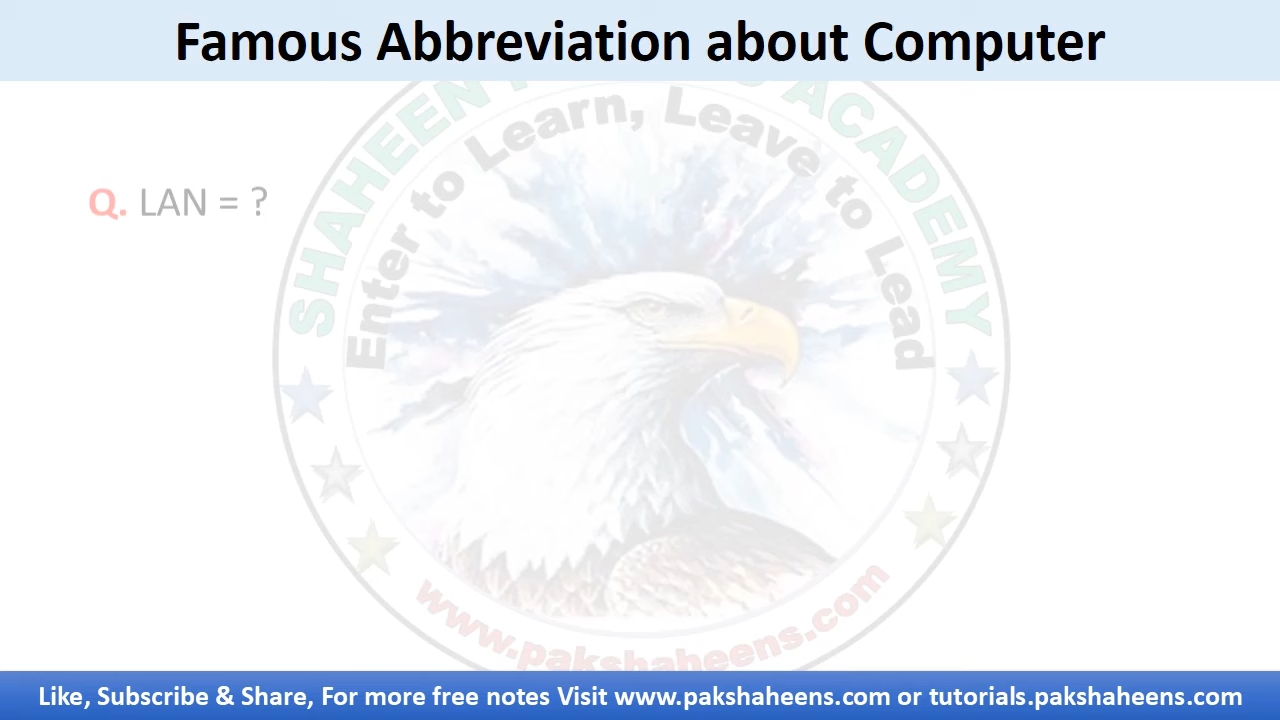 Famous Abbreviation about Computer
SHAHEEN ACADEMY
Enter to Learn, Leave to Lead
Q. LAN = ?
www.pakshaheens.com
Like, Subscribe & Share, For more free notes Visit www.pakshaheens.com or tutorials.pakshaheens.com